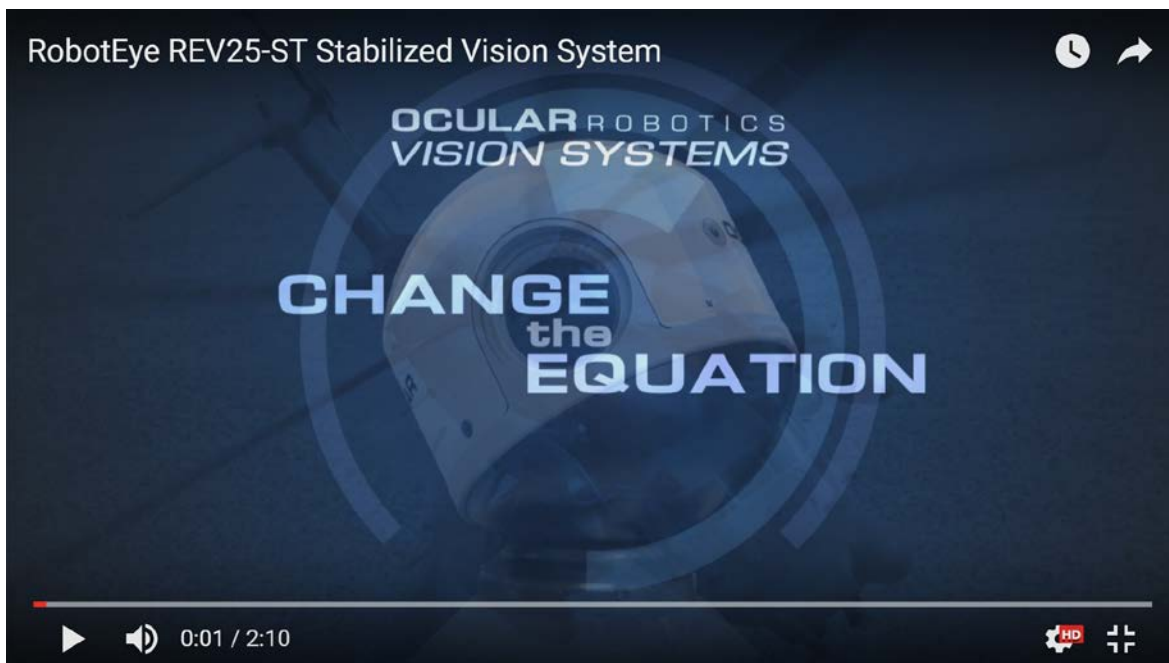 RobotEye REV25-ST Stabilized Vision System
OCULAR ROBOTICS
VISION SYSTEMS
CHANGE
the
EQUATION
0:01 / 2:10
HD